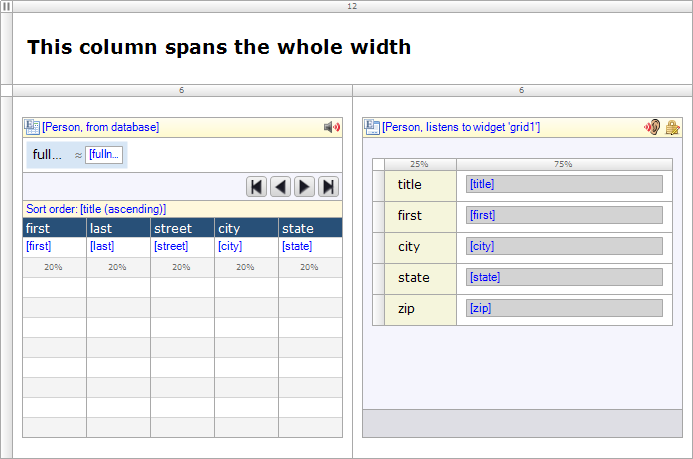 12
This column spans the whole width
6
6
[Person, from database]
full... ≈ [fulln...
Sort order: [title (ascending)]
first last street city state
[first] [last] [street] [city] [state]
20% 20% 20% 20% 20%
[Person, listens to widget 'grid1']
25% 75%
title [title]
first [first]
city [city]
state [state]
zip [zip]